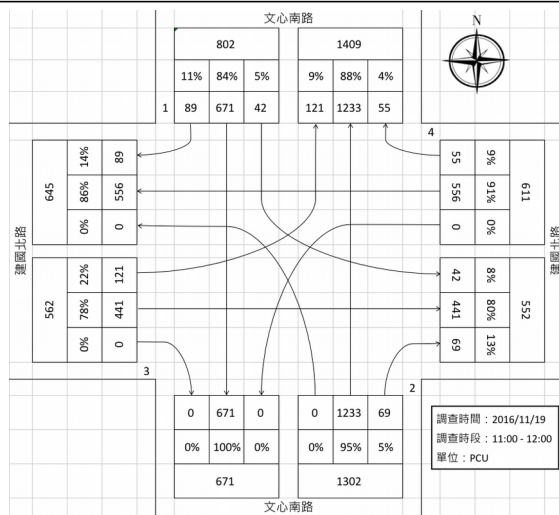 文心南路
N
802
1409
11% 84% 5%
9% 88% 4%
1
89 671 42
121 1233 55
4
645
14% 89
86% 556
0% 0
55 9%
556 91%
0 0%
611
建國北路
建國北路
562
22% 121
78% 441
0% 0
42 8%
441 80%
69 13%
552
3
2
0 671 0
0 1233 69
0% 100% 0%
0% 95% 5%
671
1302
文心南路
調查時間：2016/11/19
調查時段：11:00 - 12:00
單位：PCU